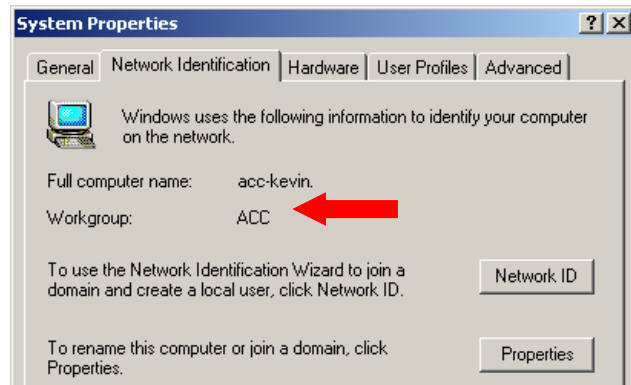 System Properties ? X
General Network Identification Hardware User Profiles Advanced
Windows uses the following information to identify your computer
on the network.
Full computer name: acc-kevin.
Workgroup: ACC
To use the Network Identification Wizard to join a
domain and create a local user, click Network ID.
Network ID
To rename this computer or join a domain, click
Properties.
Properties